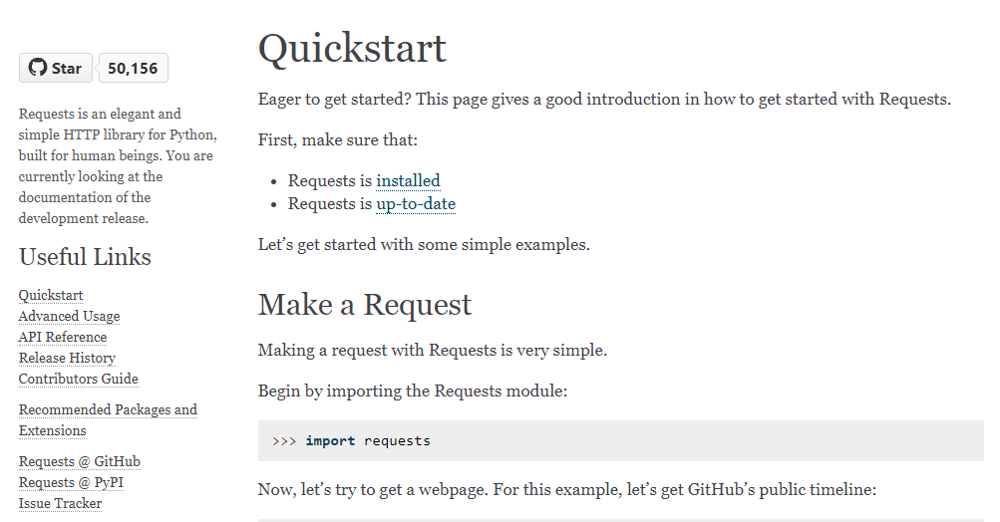 Star 50,156
Requests is an elegant and
simple HTTP library for Python,
built for human beings. You are
currently looking at the
documentation of the
development release.
Useful Links
Quickstart
Advanced Usage
API Reference
Release History
Contributors Guide
Recommended Packages and
Extensions
Requests @ GitHub
Requests @ PyPI
Issue Tracker
Quickstart
Eager to get started? This page gives a good introduction in how to get started with Requests.
First, make sure that:
• Requests is installed
• Requests is up-to-date
Let’s get started with some simple examples.
Make a Request
Making a request with Requests is very simple.
Begin by importing the Requests module:
>>> import requests
Now, let’s try to get a webpage. For this example, let’s get GitHub’s public timeline: